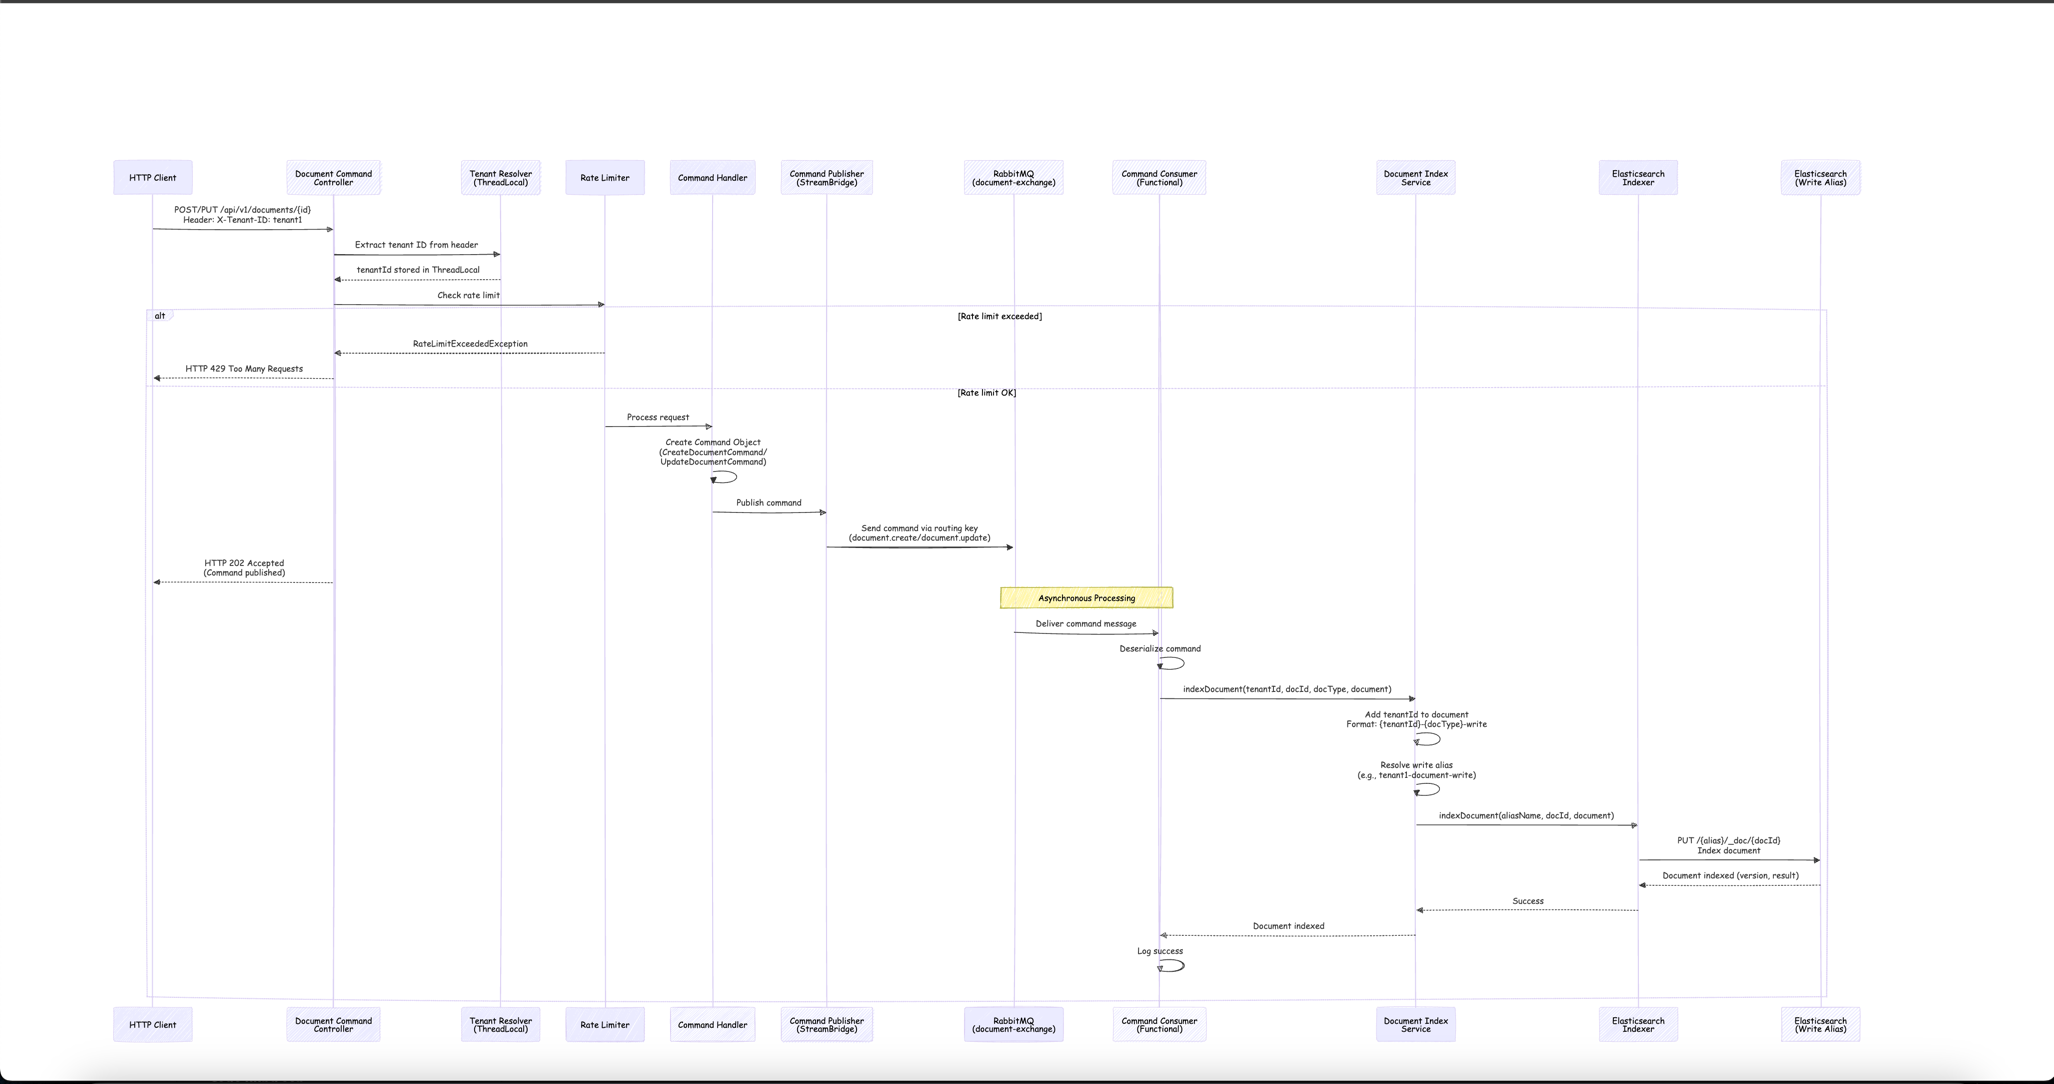 HTTP Client
Document Command
Controller
Tenant Resolver
(ThreadLocal)
Rate Limiter
Command Handler
Command Publisher
(StreamBridge)
RabbitMQ
(document-exchange)
Command Consumer
(Functional)
Document Index
Service
Elasticsearch
Indexer
Elasticsearch
(Write Alias)
POST/PUT /api/v1/documents/{id}
Header: X-Tenant-ID: tenant1
Extract tenant ID from header
tenantId stored in ThreadLocal
Check rate limit
alt
[Rate limit exceeded]
RateLimitExceededException
HTTP 429 Too Many Requests
[Rate limit OK]
Process request
Create Command Object
(CreateDocumentCommand/
UpdateDocumentCommand)
Publish command
Send command via routing key
(document.create/document.update)
HTTP 202 Accepted
(Command published)
Asynchronous Processing
Deliver command message
Deserialize command
indexDocument(tenantId, docId, docType, document)
Add tenantId to document
Format: {tenantId}-{docType}-write
Resolve write alias
(e.g., tenant1-document-write)
indexDocument(aliasName, docId, document)
PUT /{alias}/_doc/{docId}
Index document
Document indexed (version, result)
Success
Document indexed
Log success
HTTP Client
Document Command
Controller
Tenant Resolver
(ThreadLocal)
Rate Limiter
Command Handler
Command Publisher
(StreamBridge)
RabbitMQ
(document-exchange)
Command Consumer
(Functional)
Document Index
Service
Elasticsearch
Indexer
Elasticsearch
(Write Alias)